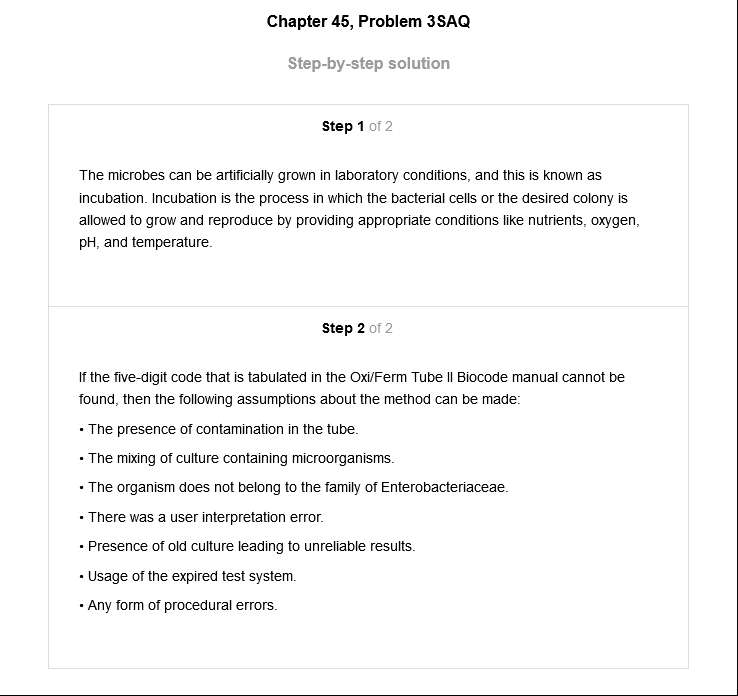 Chapter 45, Problem 3SAQ
Step-by-step solution
Step 1 of 2
The microbes can be artificially grown in laboratory conditions, and this is known as
incubation. Incubation is the process in which the bacterial cells or the desired colony is
allowed to grow and reproduce by providing appropriate conditions like nutrients, oxygen,
pH, and temperature.
Step 2 of 2
If the five-digit code that is tabulated in the Oxi/Ferm Tube II Biocode manual cannot be
found, then the following assumptions about the method can be made:
• The presence of contamination in the tube.
• The mixing of culture containing microorganisms.
• The organism does not belong to the family of Enterobacteriaceae.
• There was a user interpretation error.
• Presence of old culture leading to unreliable results.
• Usage of the expired test system.
• Any form of procedural errors.